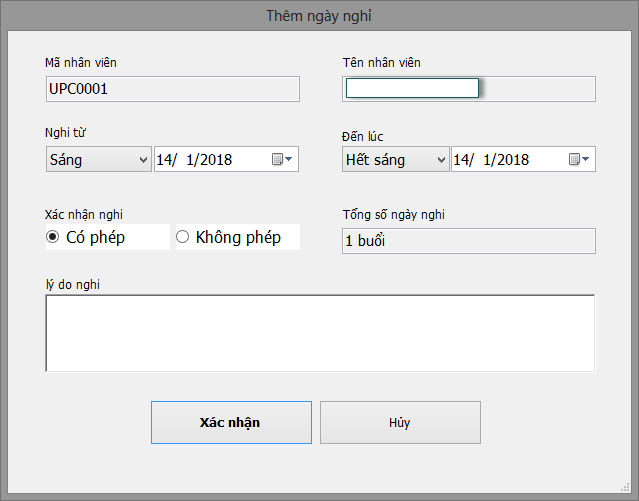 Thêm ngày nghỉ
Mã nhân viên
Tên nhân viên
UPC0001
Nghỉ từ
Đến lúc
Sáng 14/ 1/2018
Hết sáng 14/ 1/2018
Xác nhận nghỉ
Tổng số ngày nghỉ
Có phép
Không phép
1 buổi
lý do nghỉ
Xác nhận
Hủy